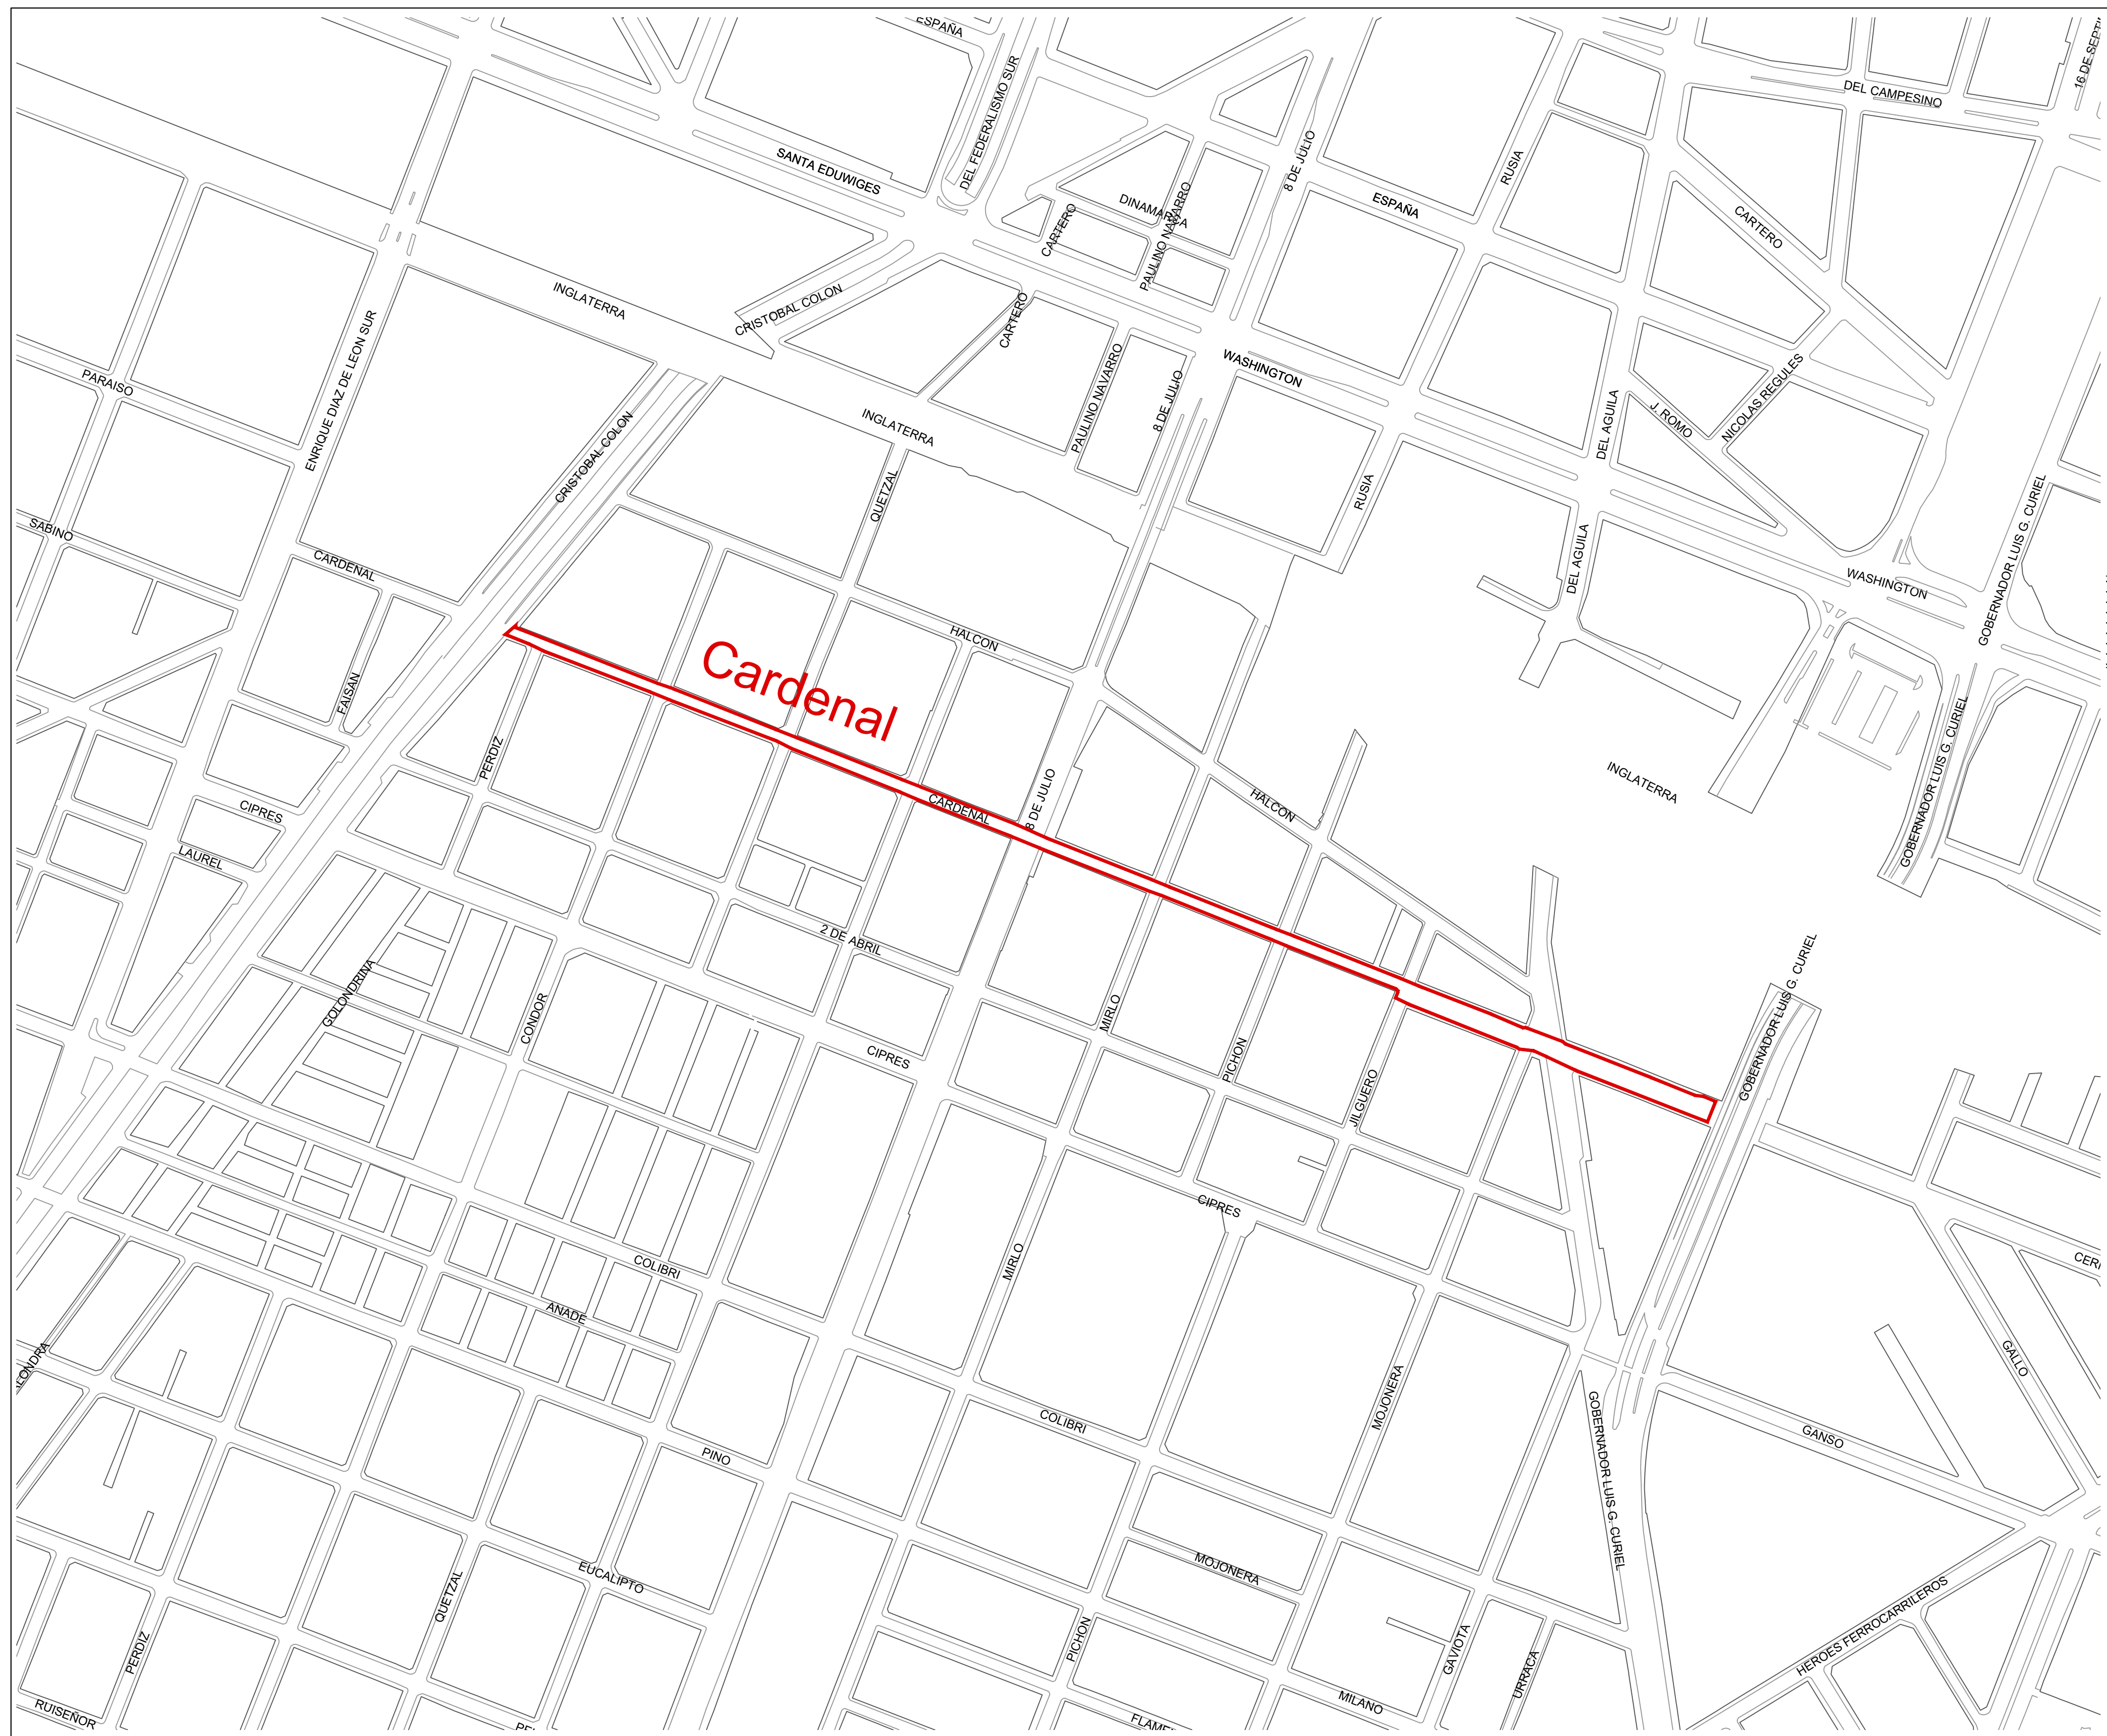 ESPAÑA
DEL FEDERALISMO SUR
16 DE SEPTI
DEL CAMPESINO
SANTA EDUWIGES
8 DE JULIO
RUSIA
DINAMARCA
PAULINO NAVARRO
CARTERO
ESPAÑA
CARTERO
INGLATERRA
CRISTOBAL COLON
CARTERO
ENRIQUE DIAZ DE LEON SUR
PARAISO
PAULINO NAVARRO
8 DE JULIO
WASHINGTON
NICOLAS REGULES
J. ROMO
DEL AGUILA
INGLATERRA
CRISTOBAL COLON
QUETZAL
RUSIA
SABINO
CARDENAL
DEL AGUILA
WASHINGTON
GOBERNADOR LUIS G. CURIEL
HALCON
Cardenal
FAISAN
PERDIZ
GOBERNADOR LUIS G. CURIEL
INGLATERRA
CIPRES
CARDENAL
8 DE JULIO
HALCON
LAUREL
2 DE ABRIL
GOLONDRINA
CONDOR
MIRLO
GOBERNADOR LUIS G. CURIEL
CIPRES
PICHON
JILGUERO
CIPRES
MIRLO
COLIBRI
CER
ANADE
LONDRA
GALLO
MOJONERA
COLIBRI
GANSO
PINO
GOBERNADOR LUIS G. CURIEL
EUCALIPTO
MOJONERA
QUETZAL
HEROES FERROCARRILEROS
PERDIZ
PICHON
GAVIOTA
URRACA
RUISEÑOR
MILANO
FLAME